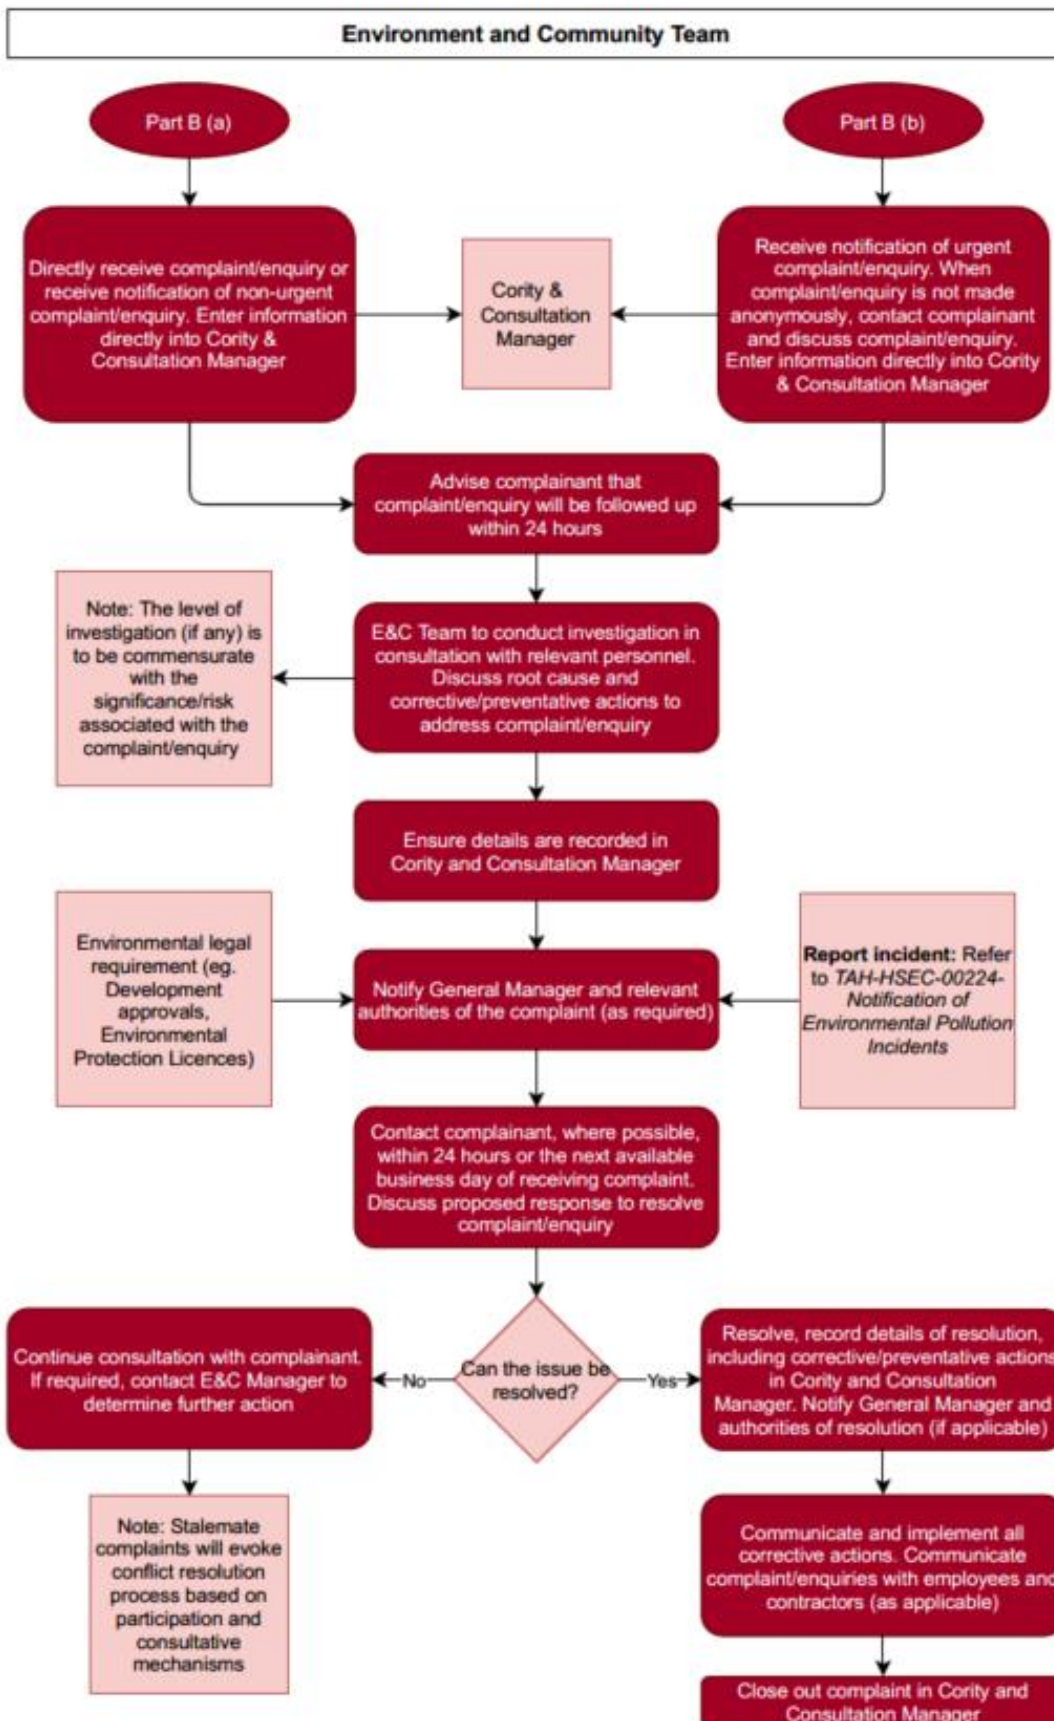 Environment and Community Team
Part B (a)
Part B (b)
Directly receive complaint/enquiry or
receive notification of non-urgent
complaint/enquiry. Enter information
directly into Cority &
Consultation Manager
Cority &
Consultation
Manager
Receive notification of urgent
complaint/enquiry. When
complaint/enquiry is not made
anonymously, contact complainant
and discuss complaint/enquiry.
Enter information directly into Cority
& Consultation Manager
Advise complainant that
complaint/enquiry will be followed up
within 24 hours
Note: The level of
investigation (if any) is
to be commensurate
with the
significance/risk
associated with the
complaint/enquiry
E&C Team to conduct investigation in
consultation with relevant personnel.
Discuss root cause and
corrective/preventative actions to
address complaint/enquiry
Ensure details are recorded in
Cority and Consultation Manager
Environmental legal
requirement (eg.
Development
approvals,
Environmental
Protection Licences)
Notify General Manager and relevant
authorities of the complaint (as required)
Report incident: Refer
to TAH-HSEC-00224-
Notification of
Environmental Pollution
Incidents
Contact complainant, where possible,
within 24 hours or the next available
business day of receiving complaint.
Discuss proposed response to resolve
complaint/enquiry
Continue consultation with complainant.
If required, contact E&C Manager to
determine further action
No
Can the issue be
resolved?
Yes
Resolve, record details of resolution,
including corrective/preventative actions
in Cority and Consultation
Manager. Notify General Manager and
authorities of resolution (if applicable)
Note: Stalemate
complaints will evoke
conflict resolution
process based on
participation and
consultative
mechanisms
Communicate and implement all
corrective actions. Communicate
complaint/enquiries with employees and
contractors (as applicable)
Close out complaint in Cority and
Consultation Manager